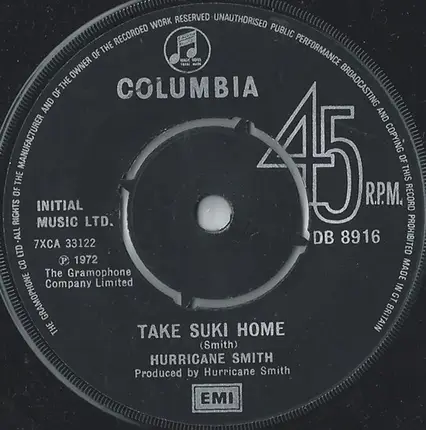 THE GRAMOPHONE CO LTD·ALL RIGHTS OF THE MANUFACTURER AND OF THE OWNER OF THE RECORDED WORK RESERVED·UNAUTHORISED PUBLIC PERFORMANCE BROADCASTING AND COPYING OF THIS RECORD PROHIBITED MADE IN GT BRITAIN
COLUMBIA
45
R.P.M.
INITIAL
MUSIC LTD.
7XCA 33122
℗ 1972
The Gramophone
Company Limited
DB 8916
TAKE SUKI HOME
(Smith)
HURRICANE SMITH
Produced by Hurricane Smith
EMI